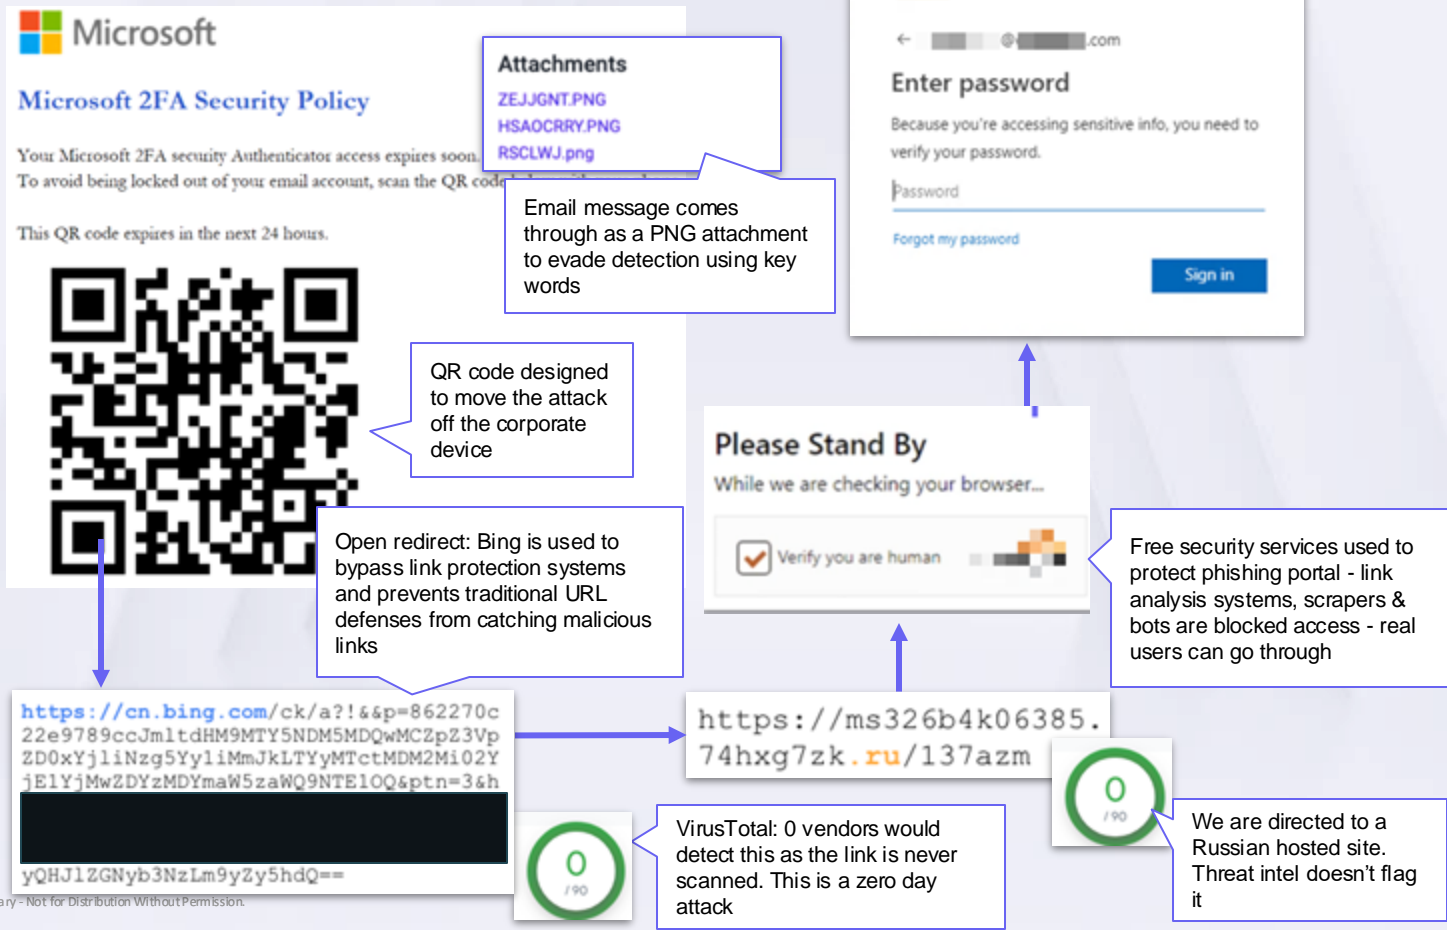 Microsoft
Microsoft 2FA Security Policy
Your Microsoft 2FA security Authenticator access expires soon.
To avoid being locked out of your email account, scan the QR code
This QR code expires in the next 24 hours.
Attachments
ZEJJGNT.PNG
HSAOCRRY.PNG
RSCLWJ.png
Email message comes
through as a PNG attachment
to evade detection using key
words
QR code designed
to move the attack
off the corporate
device
Open redirect: Bing is used to
bypass link protection systems
and prevents traditional URL
defenses from catching malicious
links
https://cn.bing.com/ck/a?!&&p=862270c
22e9789ccJmltdHM9MTY5NDM5MDQwMCZpZ3Vp
ZD0xYjliNzg5Yy1iMmJkLTYyMTctMDM2Mi02Y
jE1YjMwZDYzMDYmaW5zaWQ9NTE1OQ&ptn=3&h
yQHJ1ZGNyb3NzLm9yZy5hdQ==
0
/ 90
VirusTotal: 0 vendors would
detect this as the link is never
scanned. This is a zero day
attack
https://ms326b4k06385.
74hxg7zk.ru/137azm
0
/ 90
We are directed to a
Russian hosted site.
Threat intel doesn't flag
it
Please Stand By
While we are checking your browser...
Verify you are human
Free security services used to
protect phishing portal - link
analysis systems, scrapers &
bots are blocked access - real
users can go through
@ .com
Enter password
Because you're accessing sensitive info, you need to
verify your password.
Password
Forgot my password
Sign in
ary - Not for Distribution Without Permission.